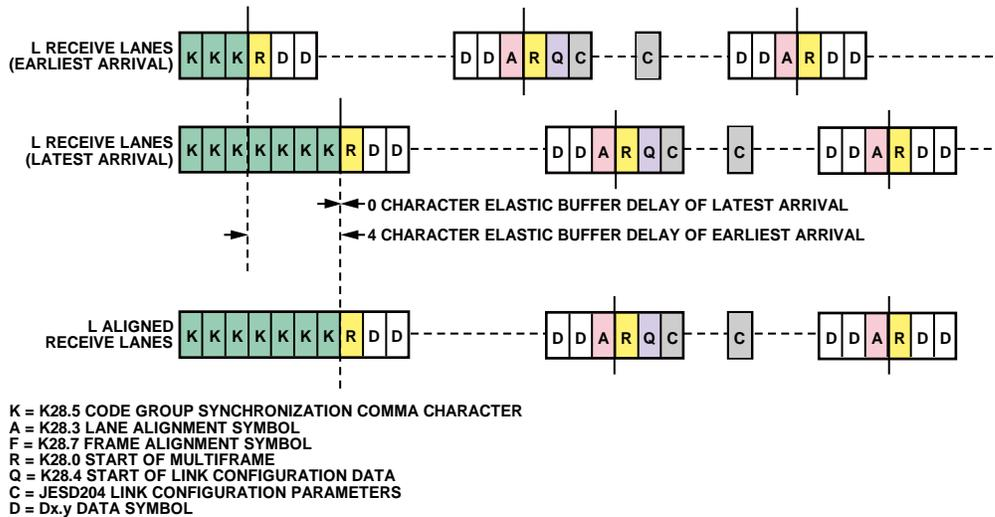 L RECEIVE LANES
(EARLIEST ARRIVAL)
K K K R D D
D D A R Q C
C
D D A R D D
L RECEIVE LANES
(LATEST ARRIVAL)
K K K K K K K R D D
D D A R Q C
C
D D A R D D
0 CHARACTER ELASTIC BUFFER DELAY OF LATEST ARRIVAL
4 CHARACTER ELASTIC BUFFER DELAY OF EARLIEST ARRIVAL
L ALIGNED
RECEIVE LANES
K K K K K K K R D D
D D A R Q C
C
D D A R D D
K = K28.5 CODE GROUP SYNCHRONIZATION COMMA CHARACTER
A = K28.3 LANE ALIGNMENT SYMBOL
F = K28.7 FRAME ALIGNMENT SYMBOL
R = K28.0 START OF MULTIFRAME
Q = K28.4 START OF LINK CONFIGURATION DATA
C = JESD204 LINK CONFIGURATION PARAMETERS
D = Dx.y DATA SYMBOL